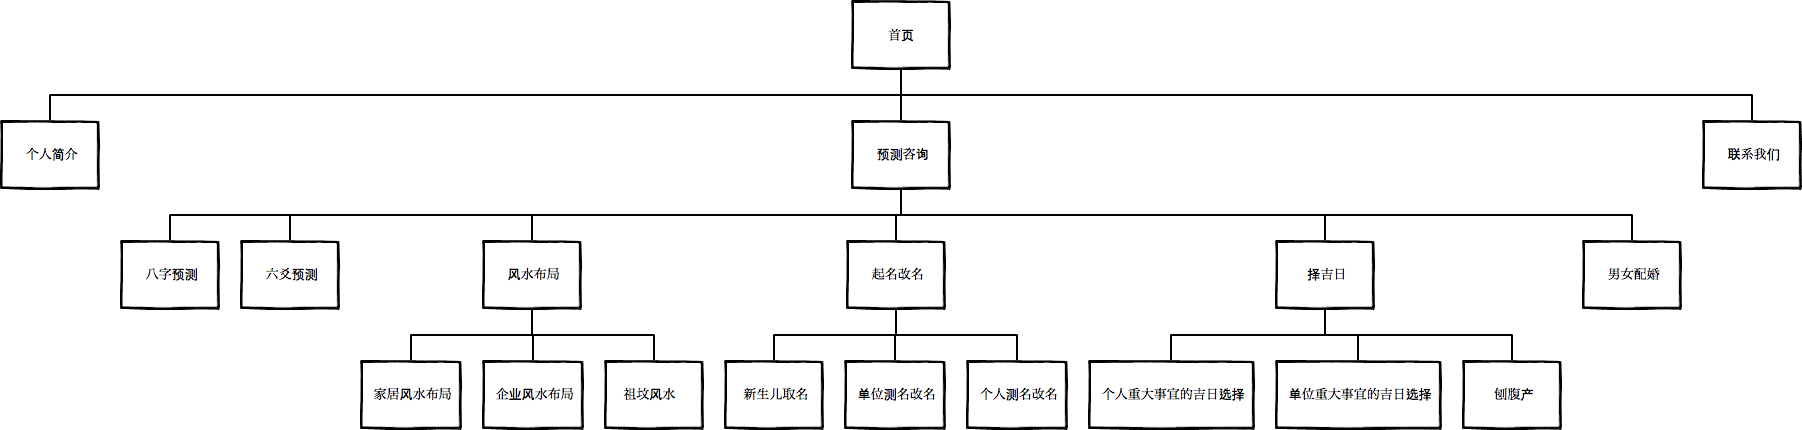 首页
个人简介
预测咨询
联系我们
八字预测
六爻预测
风水布局
起名改名
择吉日
男女配婚
家居风水布局
企业风水布局
祖坟风水
新生儿取名
单位测名改名
个人测名改名
个人重大事宜的吉日选择
单位重大事宜的吉日选择
刨腹产